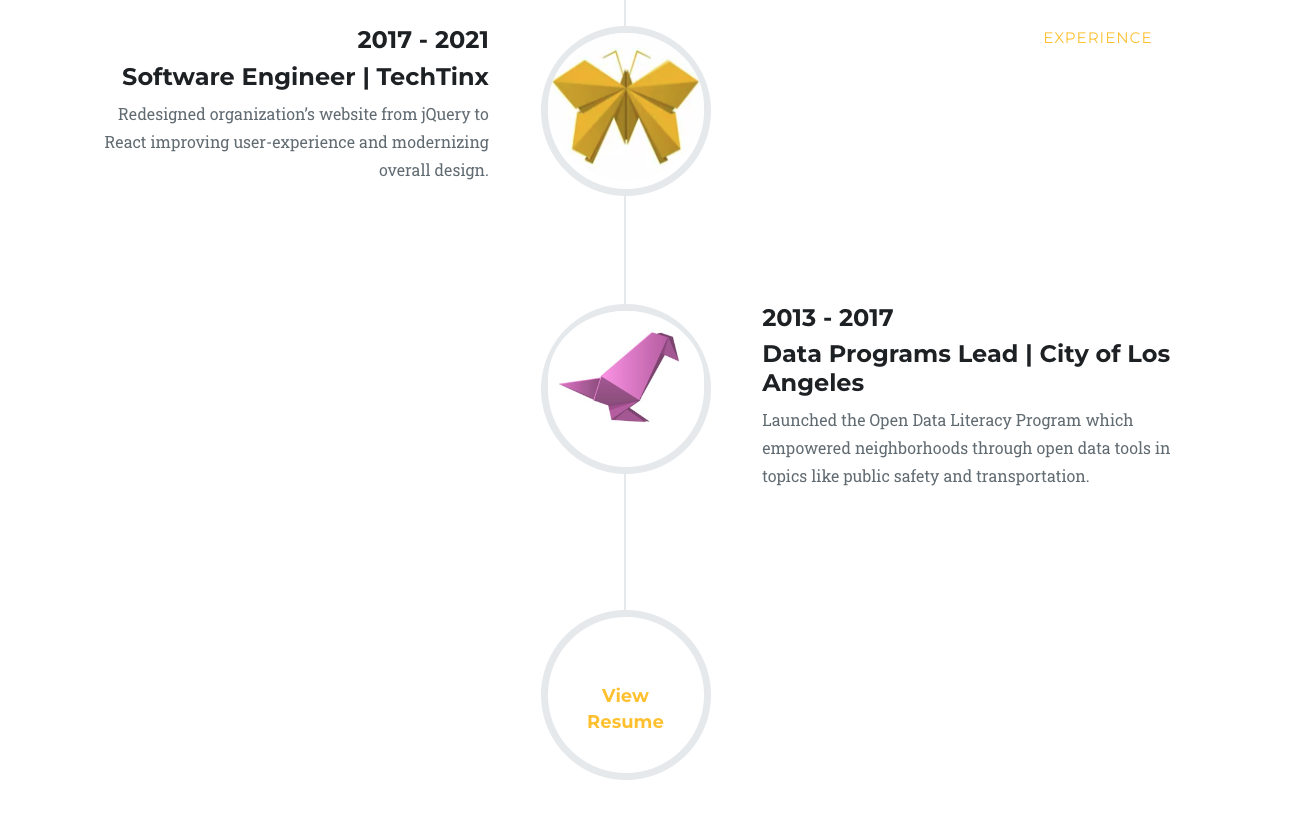 EXPERIENCE
2017 - 2021
Software Engineer | TechTinx
Redesigned organization’s website from jQuery to
React improving user-experience and modernizing
overall design.
2013 - 2017
Data Programs Lead | City of Los
Angeles
Launched the Open Data Literacy Program which
empowered neighborhoods through open data tools in
topics like public safety and transportation.
View
Resume